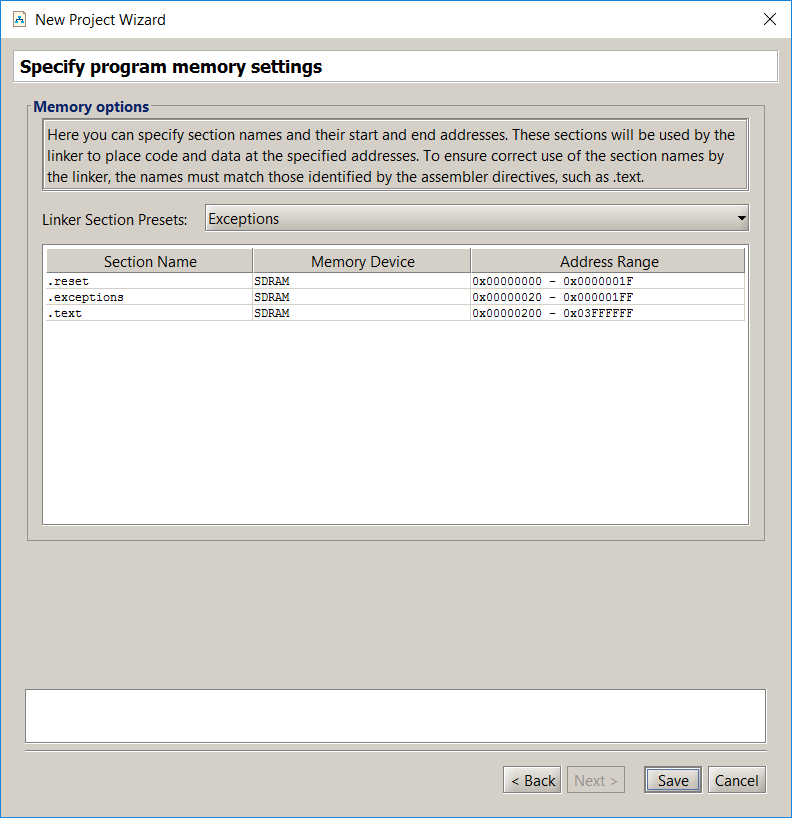 New Project Wizard
Specify program memory settings
Memory options
Here you can specify section names and their start and end addresses. These sections will be used by the
linker to place code and data at the specified addresses. To ensure correct use of the section names by
the linker, the names must match those identified by the assembler directives, such as .text.
Linker Section Presets: Exceptions
Section Name Memory Device Address Range
.reset SDRAM 0x00000000 - 0x0000001F
.exceptions SDRAM 0x00000020 - 0x000001FF
.text SDRAM 0x00000200 - 0x03FFFFFF
< Back Next > Save Cancel